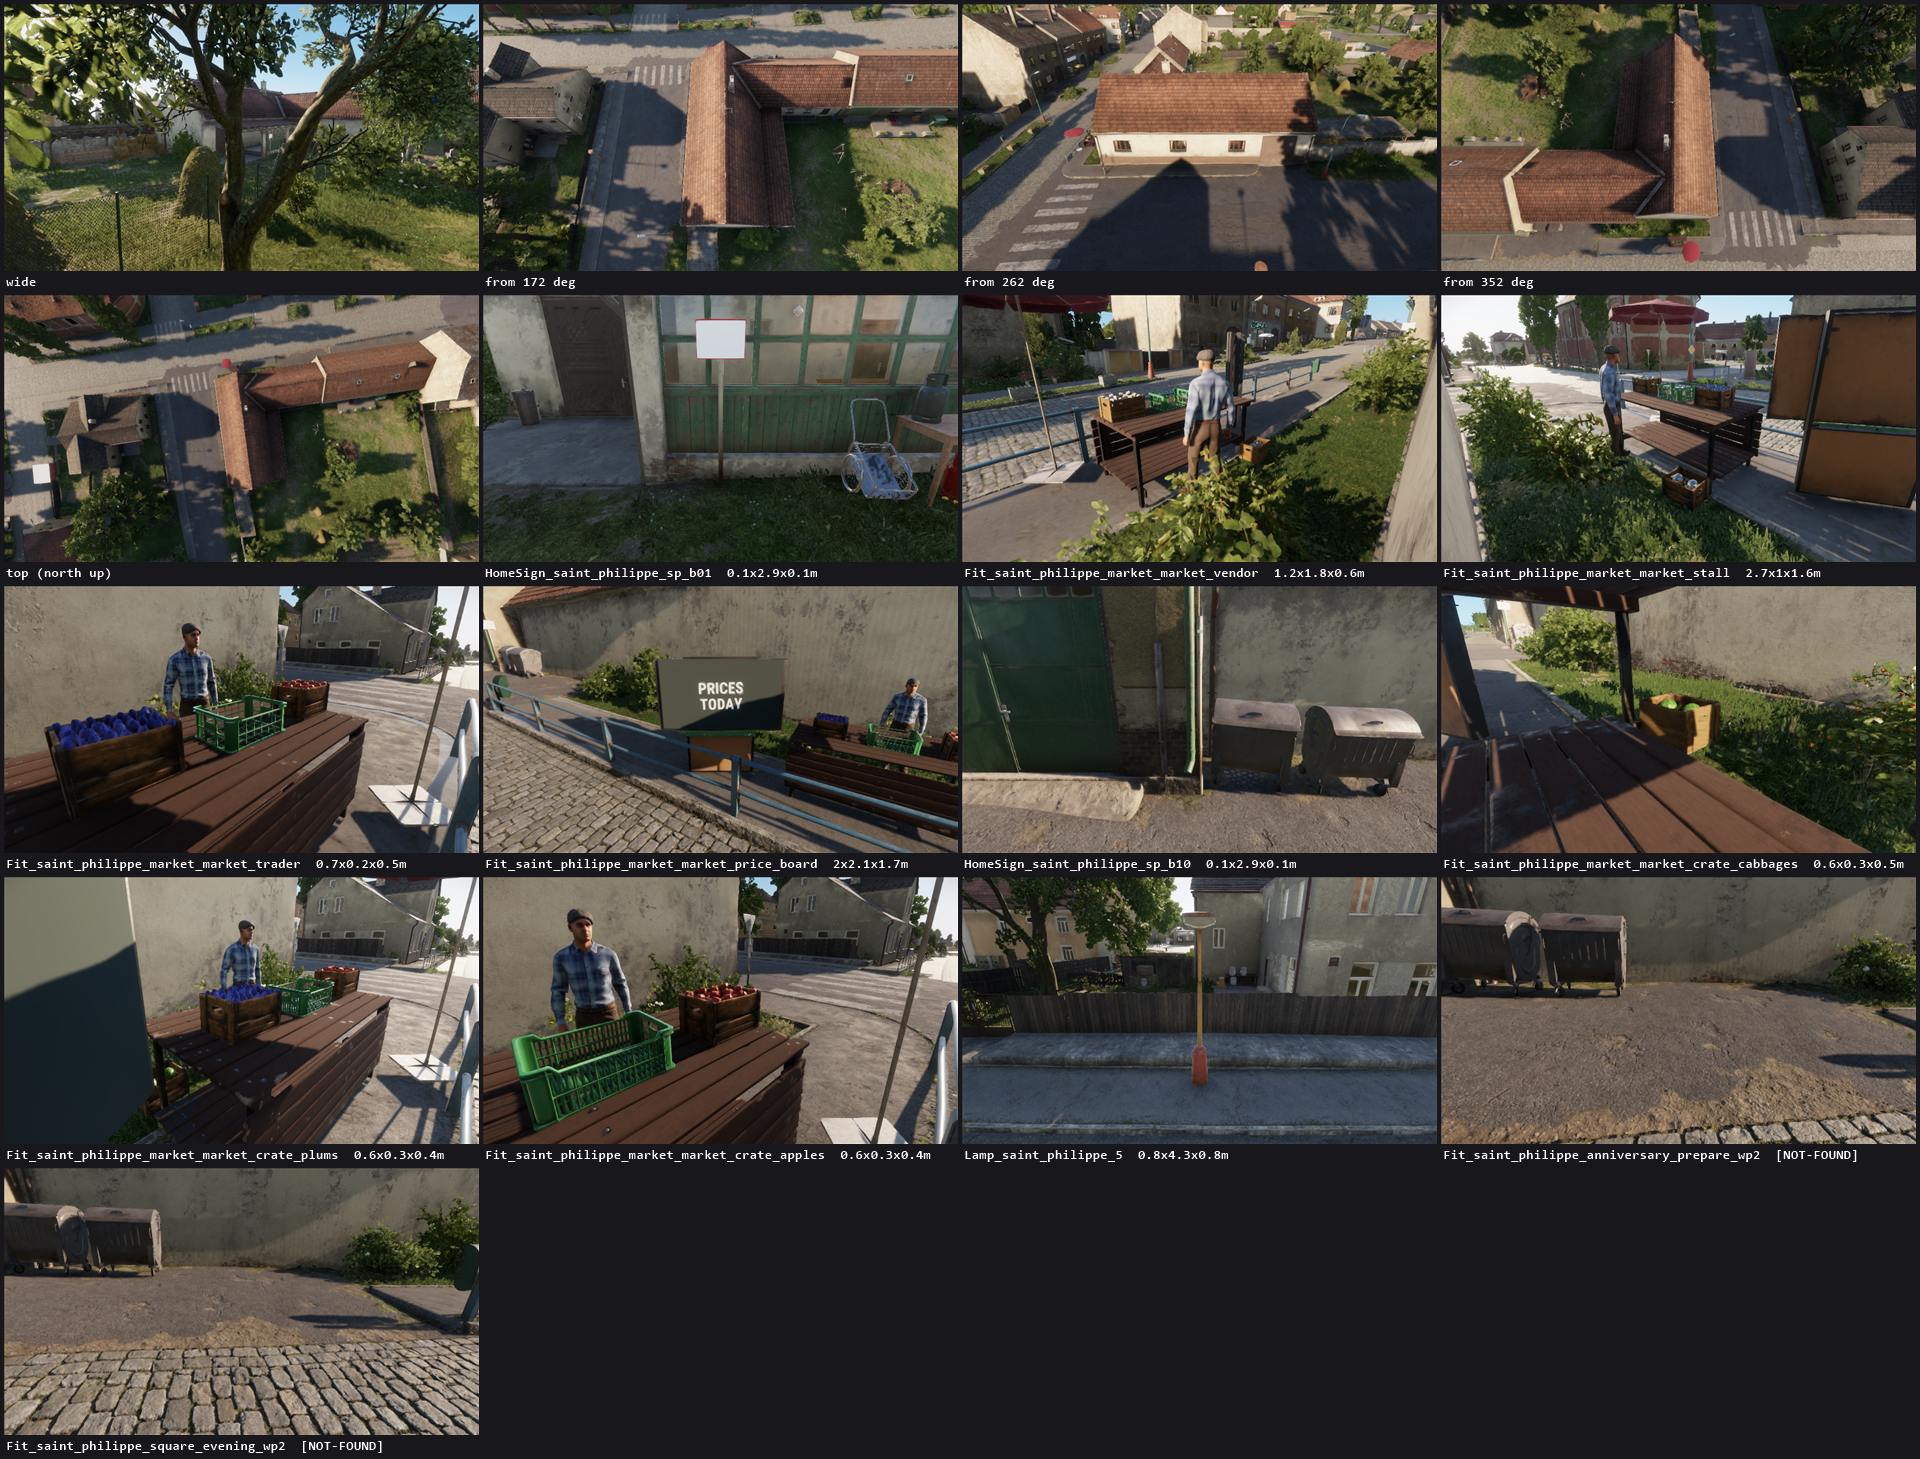 wide
from 172 deg
from 262 deg
from 352 deg
top (north up)
HomeSign_saint_philippe_sp_b01  0.1x2.9x0.1m
Fit_saint_philippe_market_market_vendor  1.2x1.8x0.6m
Fit_saint_philippe_market_market_stall  2.7x1x1.6m
PRICES
TODAY
Fit_saint_philippe_market_market_trader  0.7x0.2x0.5m
Fit_saint_philippe_market_market_price_board  2x2.1x1.7m
HomeSign_saint_philippe_sp_b10  0.1x2.9x0.1m
Fit_saint_philippe_market_market_crate_cabbages  0.6x0.3x0.5m
Fit_saint_philippe_market_market_crate_plums  0.6x0.3x0.4m
Fit_saint_philippe_market_market_crate_apples  0.6x0.3x0.4m
Lamp_saint_philippe_5  0.8x4.3x0.8m
Fit_saint_philippe_anniversary_prepare_wp2  [NOT-FOUND]
Fit_saint_philippe_square_evening_wp2  [NOT-FOUND]